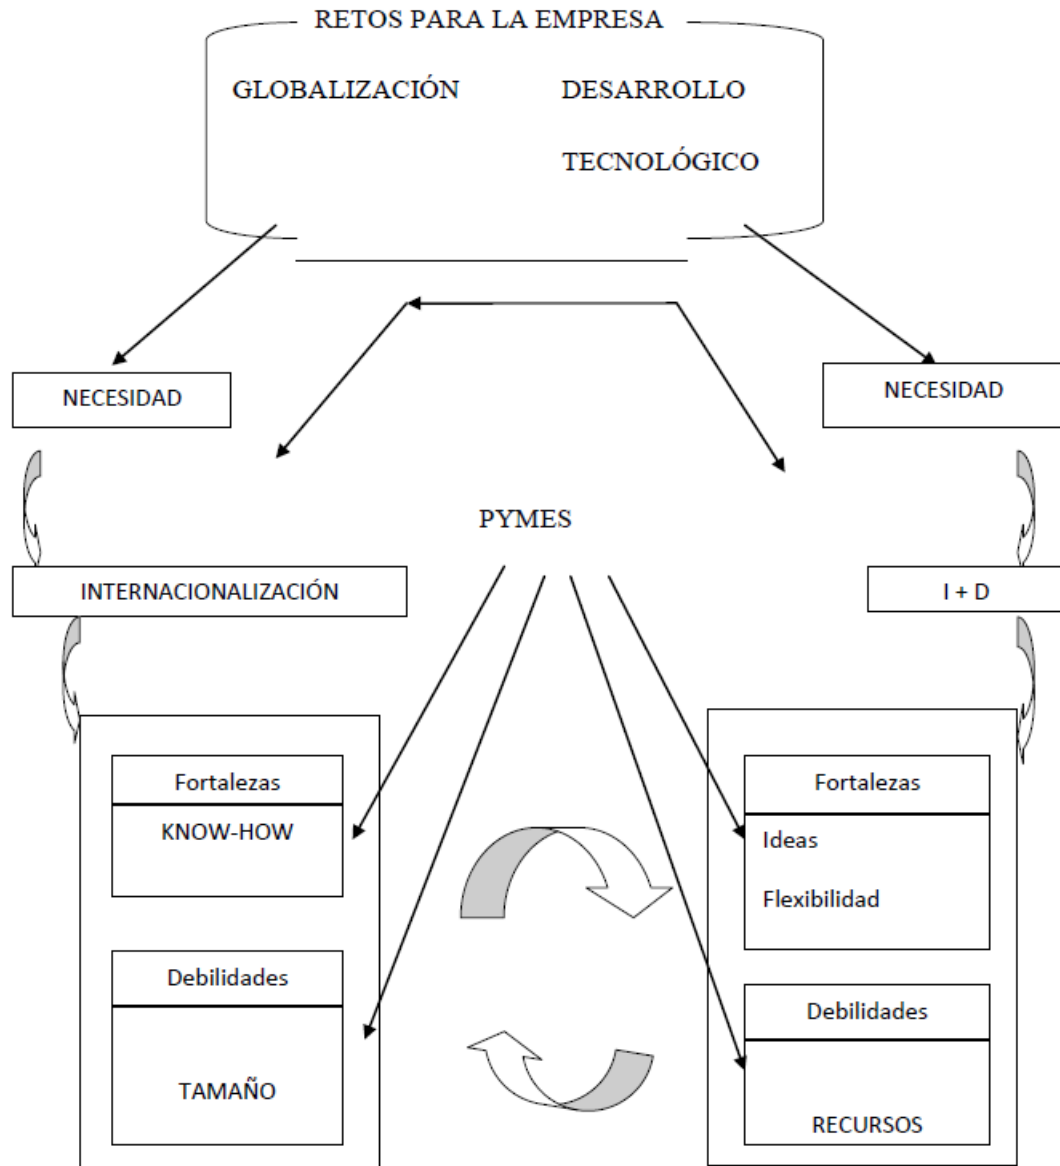 RETOS PARA LA EMPRESA
GLOBALIZACIÓN
DESARROLLO
TECNOLÓGICO
NECESIDAD
NECESIDAD
PYMES
INTERNACIONALIZACIÓN
I + D
Fortalezas
KNOW-HOW
Debilidades
TAMAÑO
Fortalezas
Ideas
Flexibilidad
Debilidades
RECURSOS